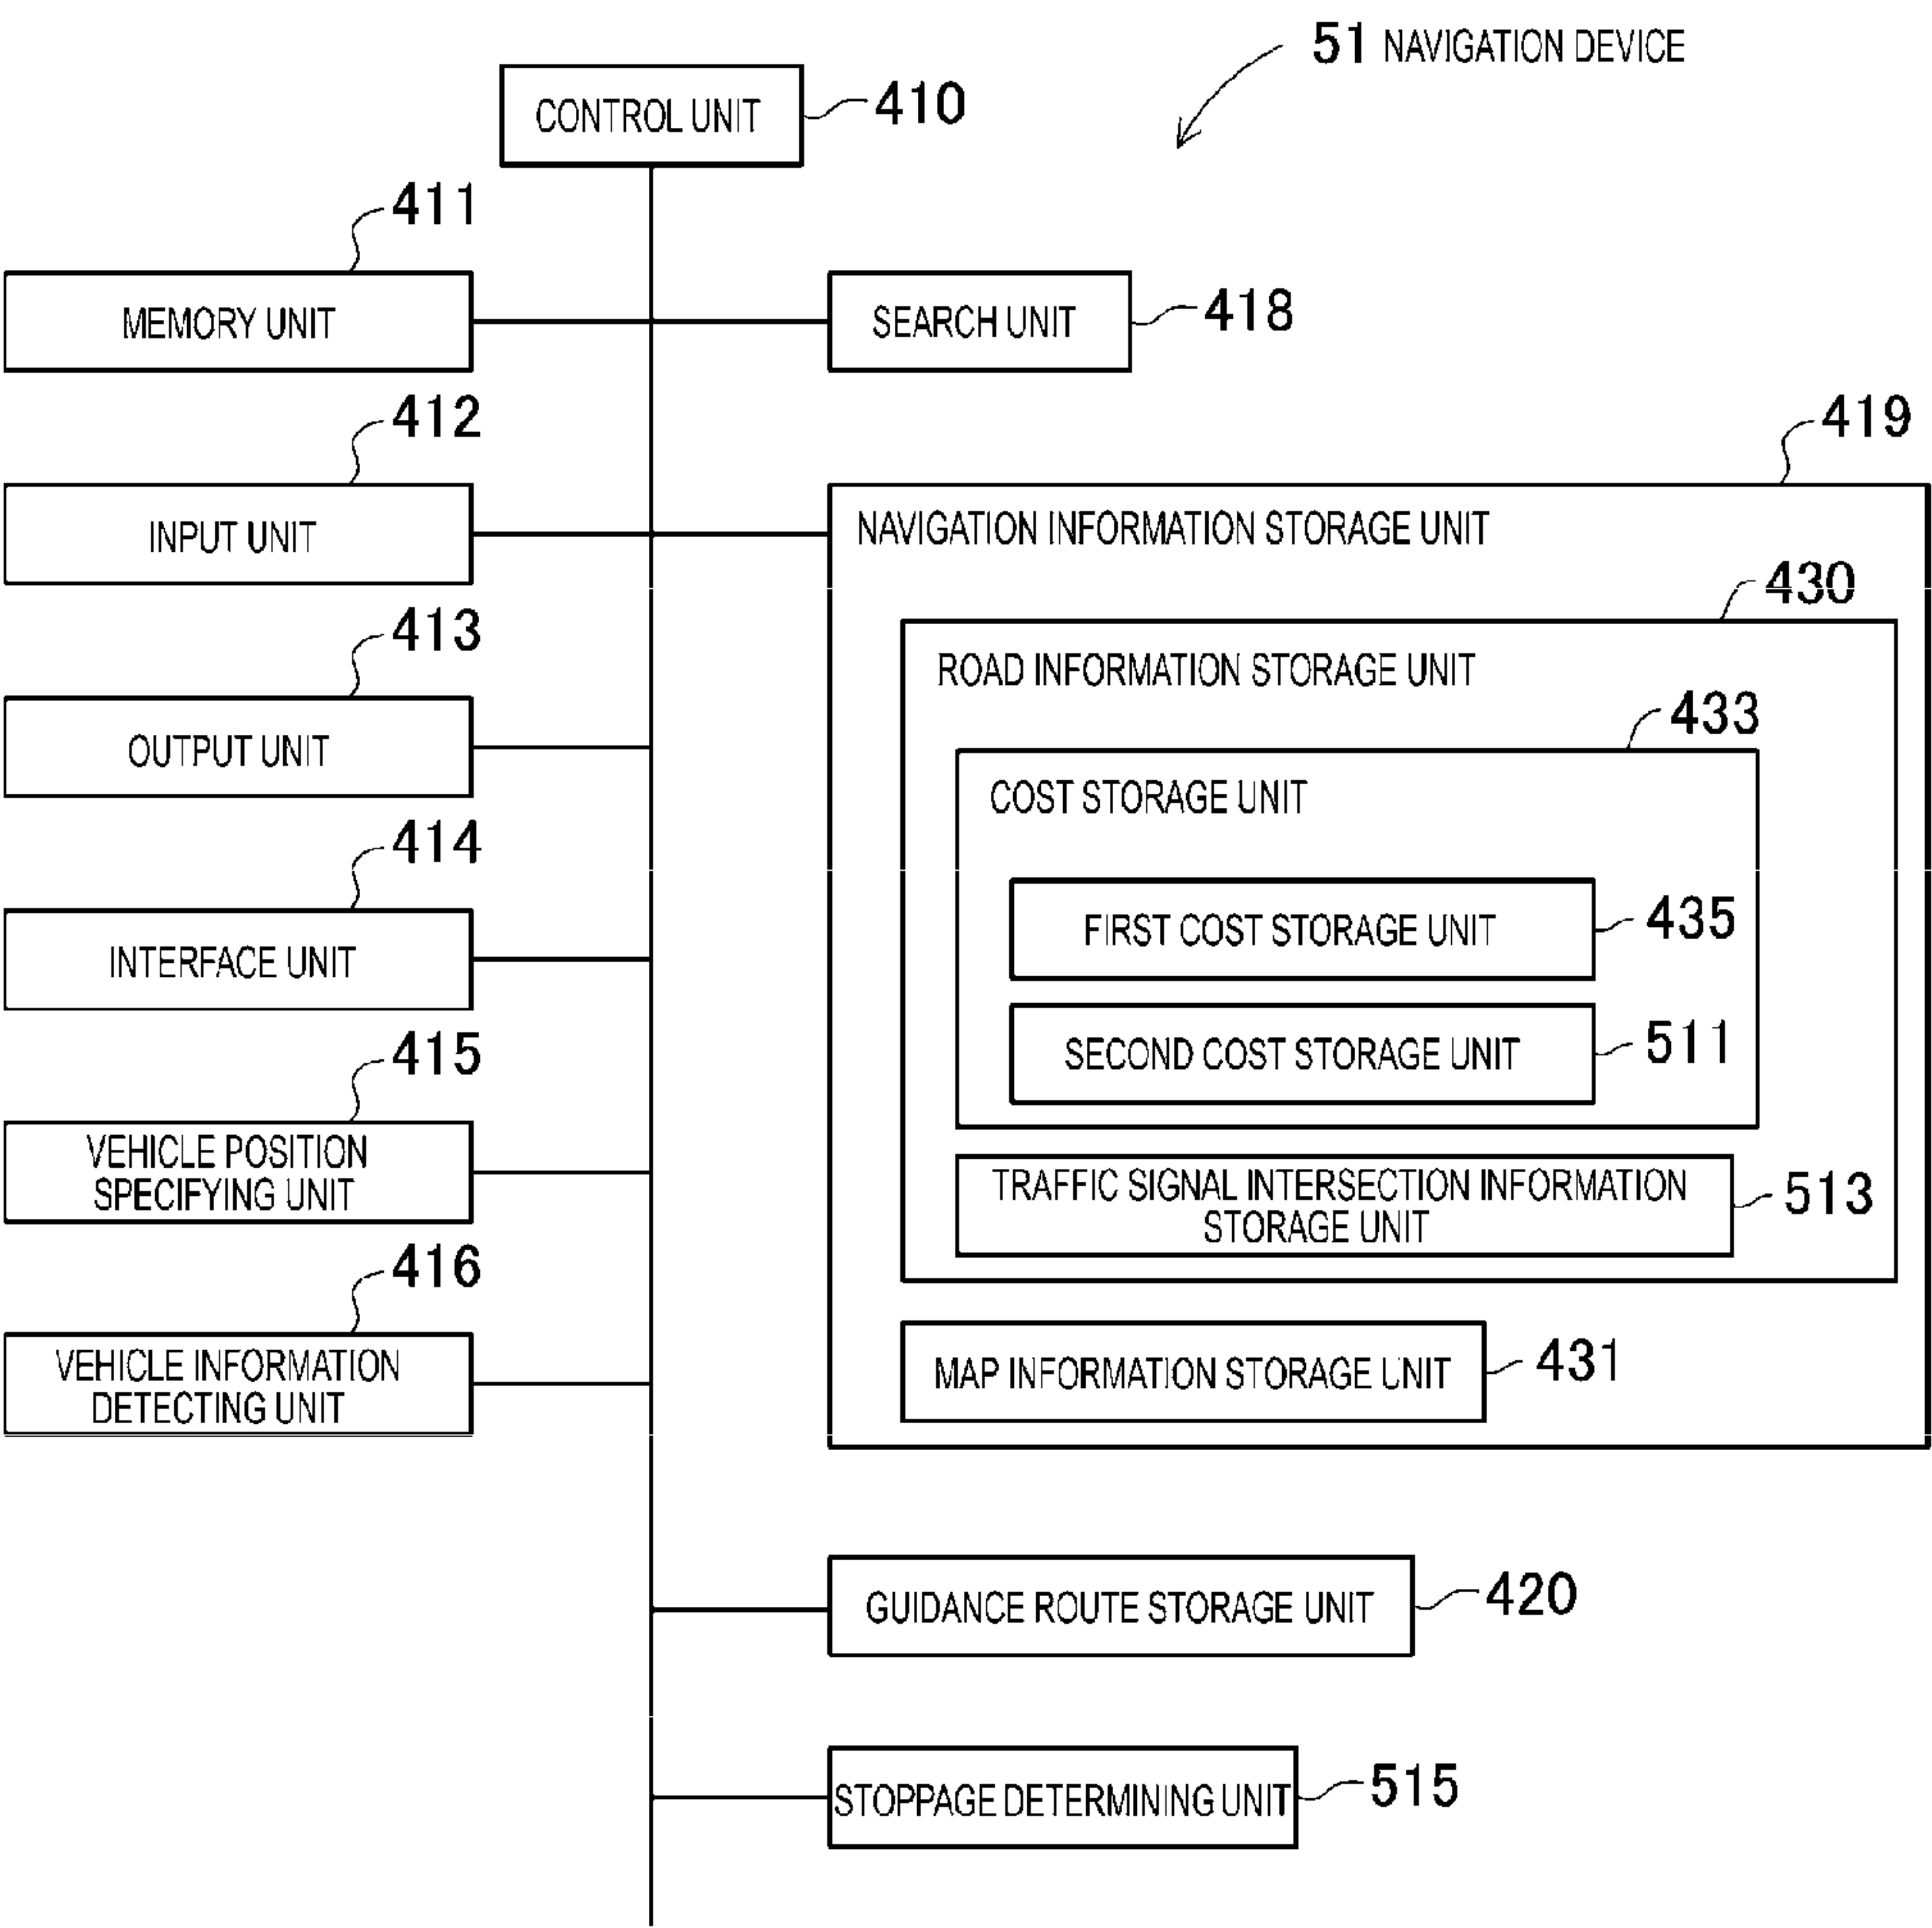 51 NAVIGATION DEVICE
CONTROL UNIT
410
411
MEMORY UNIT
SEARCH UNIT
418
412
INPUT UNIT
419
NAVIGATION INFORMATION STORAGE UNIT
430
ROAD INFORMATION STORAGE UNIT
433
COST STORAGE UNIT
FIRST COST STORAGE UNIT
435
SECOND COST STORAGE UNIT
511
TRAFFIC SIGNAL INTERSECTION INFORMATION
STORAGE UNIT
513
MAP INFORMATION STORAGE UNIT
431
413
OUTPUT UNIT
414
INTERFACE UNIT
415
VEHICLE POSITION
SPECIFYING UNIT
416
VEHICLE INFORMATION
DETECTING UNIT
GUIDANCE ROUTE STORAGE UNIT
420
STOPPAGE DETERMINING UNIT
515